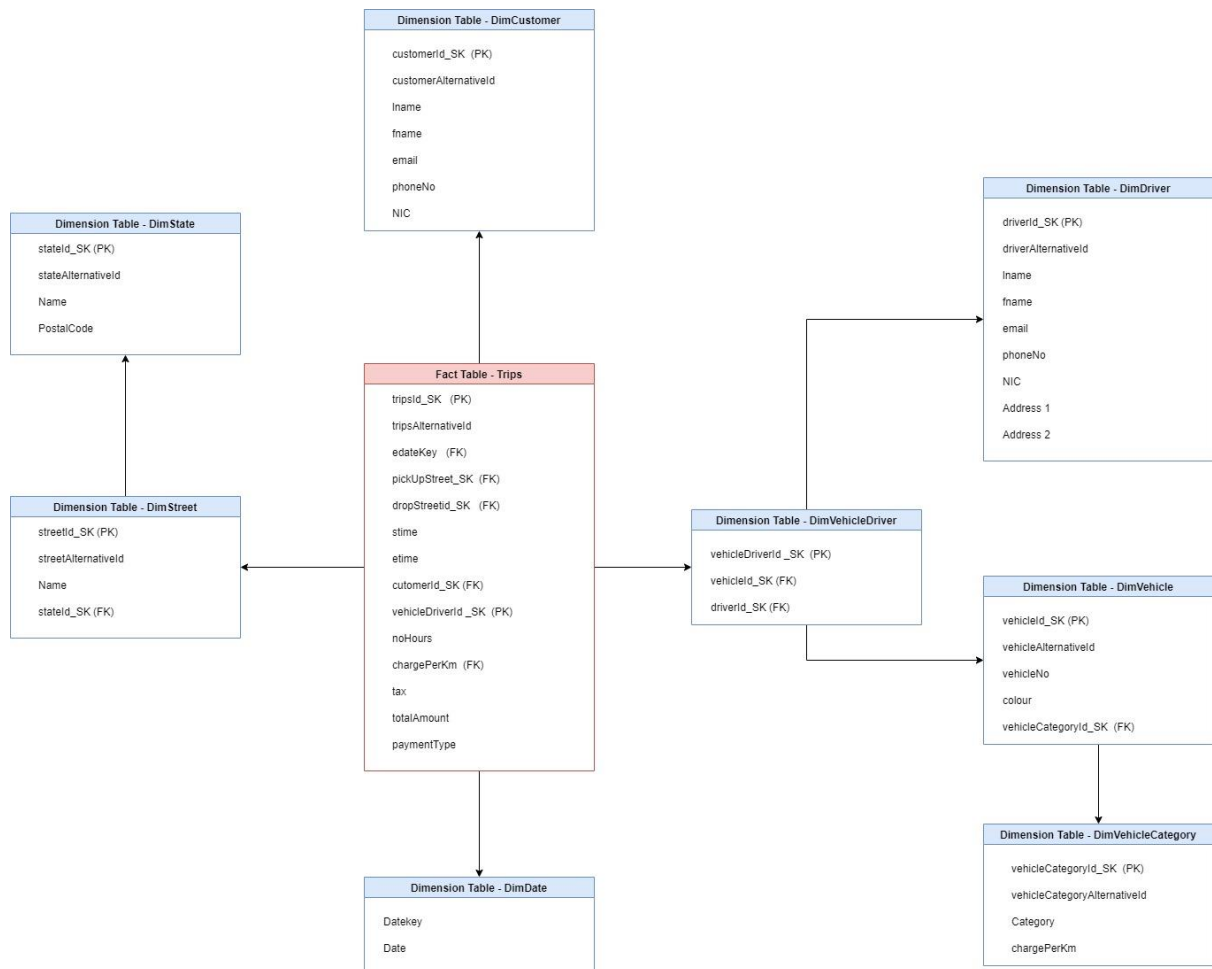 Dimension Table - DimCustomer
customerId_SK (PK)
customerAlternativeId
lname
fname
email
phoneNo
NIC
Dimension Table - DimState
stateId_SK (PK)
stateAlternativeId
Name
PostalCode
Dimension Table - DimStreet
streetId_SK (PK)
streetAlternativeId
Name
stateId_SK (FK)
Fact Table - Trips
tripsId_SK (PK)
tripsAlternativeId
edateKey (FK)
pickUpStreet_SK (FK)
dropStreetid_SK (FK)
stime
etime
cutomerId_SK (FK)
vehicleDriverId _SK (PK)
noHours
chargePerKm (FK)
tax
totalAmount
paymentType
Dimension Table - DimDate
Datekey
Date
Dimension Table - DimVehicleDriver
vehicleDriverId _SK (PK)
vehicleId_SK (FK)
driverId_SK (FK)
Dimension Table - DimDriver
driverId_SK (PK)
driverAlternativeId
lname
fname
email
phoneNo
NIC
Address 1
Address 2
Dimension Table - DimVehicle
vehicleId_SK (PK)
vehicleAlternativeId
vehicleNo
colour
vehicleCategoryId_SK (FK)
Dimension Table - DimVehicleCategory
vehicleCategoryId_SK (PK)
vehicleCategoryAlternativeId
Category
chargePerKm